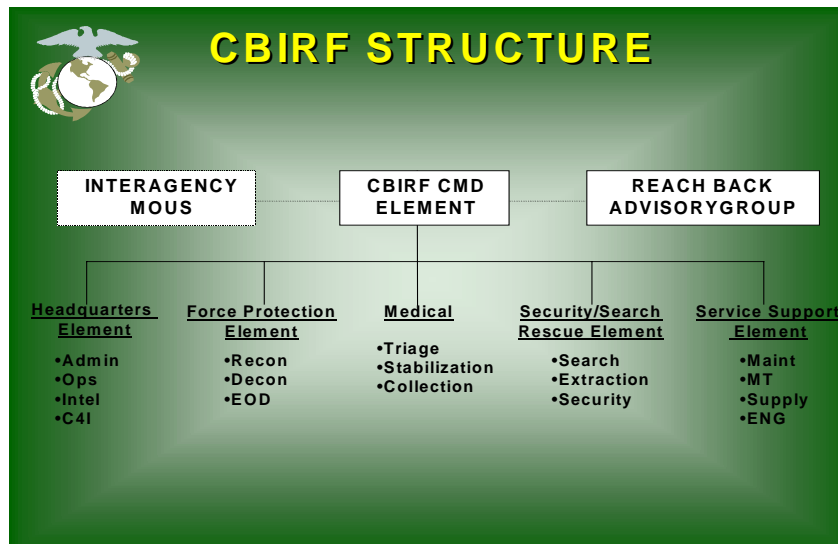 CBIRF STRUCTURE
INTERAGENCY
MOUS
CBIRF CMD
ELEMENT
REACH BACK
ADVISORYGROUP
Headquarters
Element
•Admin
•Ops
•Intel
•C4I
Force Protection
Element
•Recon
•Decon
•EOD
Medical
•Triage
•Stabilization
•Collection
Security/Search
Rescue Element
•Search
•Extraction
•Security
Service Support
Element
•Maint
•MT
•Supply
•ENG